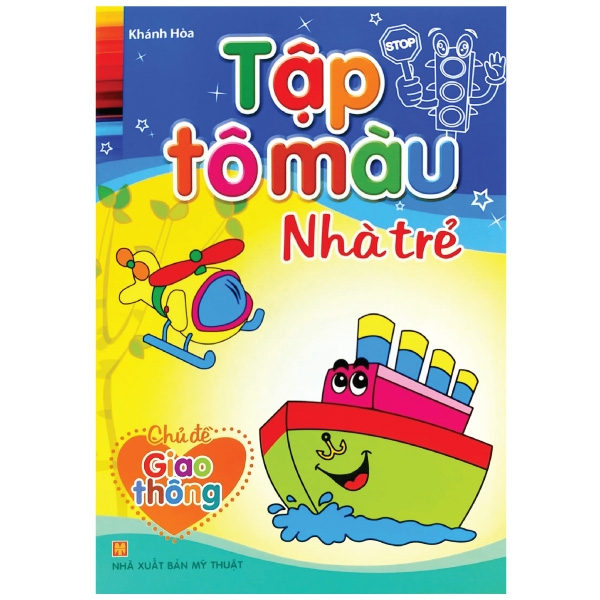 Khánh Hòa
STOP
Tập
tô màu
Nhà trẻ
Chủ đề
Giao
thông
NHÀ XUẤT BẢN MỸ THUẬT